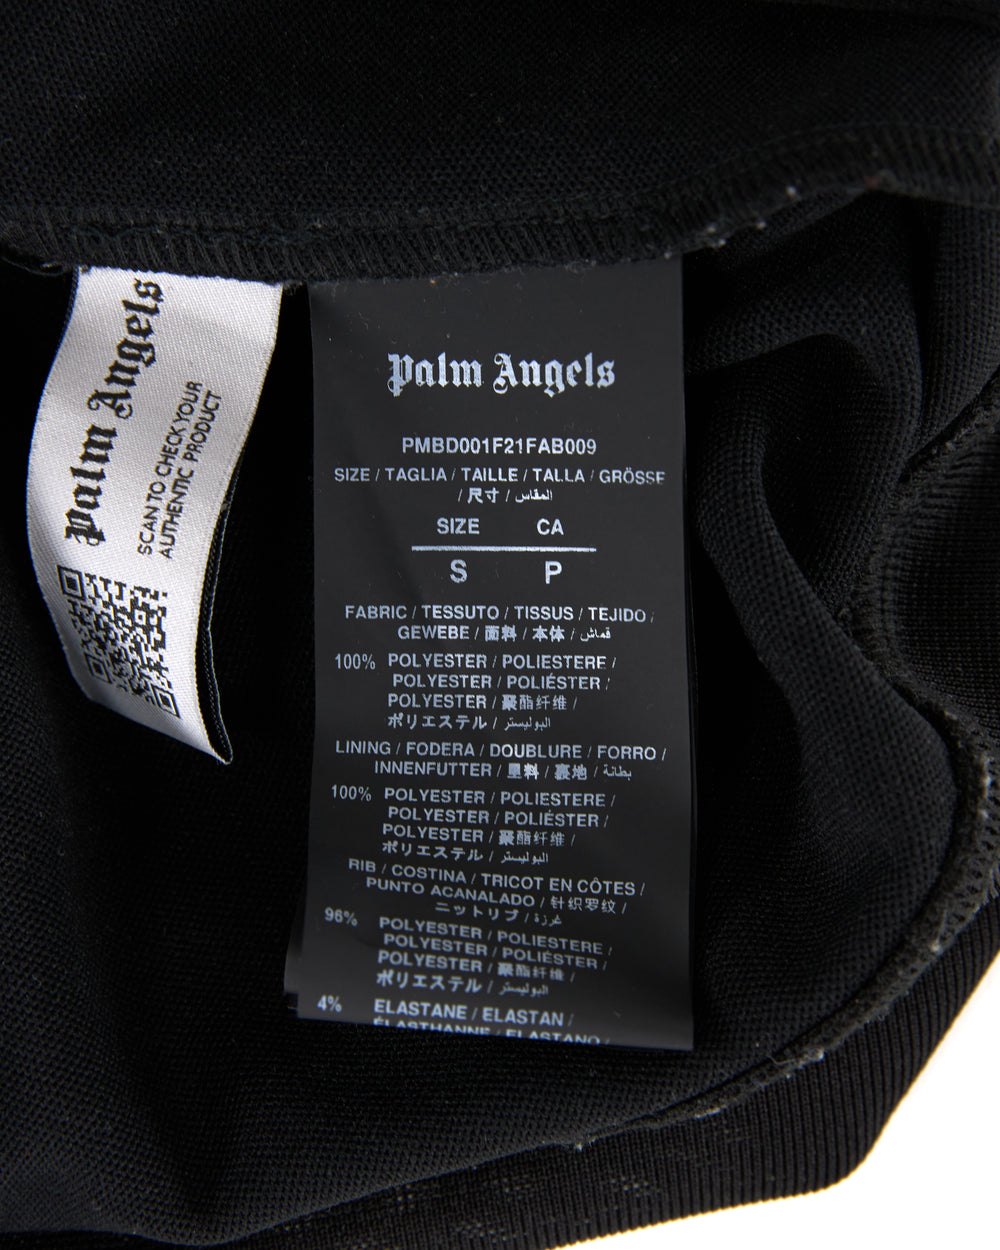 Palm Angels
SCAN TO CHECK YOUR
AUTHENTIC PRODUCT
Palm Angels
PMBD001F21FAB009
SIZE / TAGLIA / TAILLE / TALLA / GRÖSSE
/ 尺寸 / المقاس
SIZE CA
S P
FABRIC / TESSUTO / TISSUS / TEJIDO /
GEWEBE / 面料 / 本体 / قماش
100% POLYESTER / POLIESTERE /
POLYESTER / POLIÉSTER /
POLYESTER / 聚酯纤维 /
ポリエステル / البوليستر
LINING / FODERA / DOUBLURE / FORRO /
INNENFUTTER / 里料 / 裏地 / بطانة
100% POLYESTER / POLIESTERE /
POLYESTER / POLIÉSTER /
POLYESTER / 聚酯纤维 /
ポリエステル / البوليستر
RIB / COSTINA / TRICOT EN CÔTES /
PUNTO ACANALADO / 针织罗纹 /
ニットリブ / غرزة
96% POLYESTER / POLIESTERE /
POLYESTER / POLIÉSTER /
POLYESTER / 聚酯纤维 /
ポリエステル / البوليستر
4% ELASTANE / ELASTAN /
ÉLASTHANNE / ELASTANO /